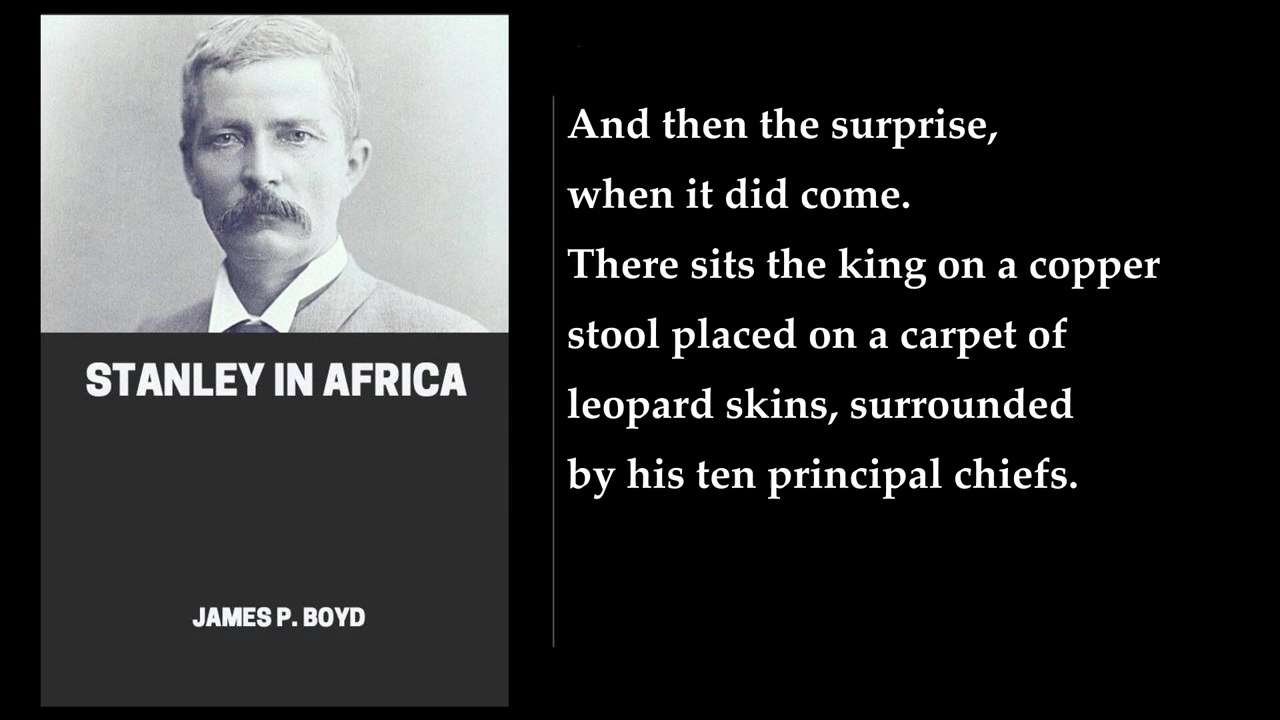 STANLEY IN AFRICA
JAMES P. BOYD
And then the surprise,
when it did come.
There sits the king on a copper
stool placed on a carpet of
leopard skins, surrounded
by his ten principal chiefs.